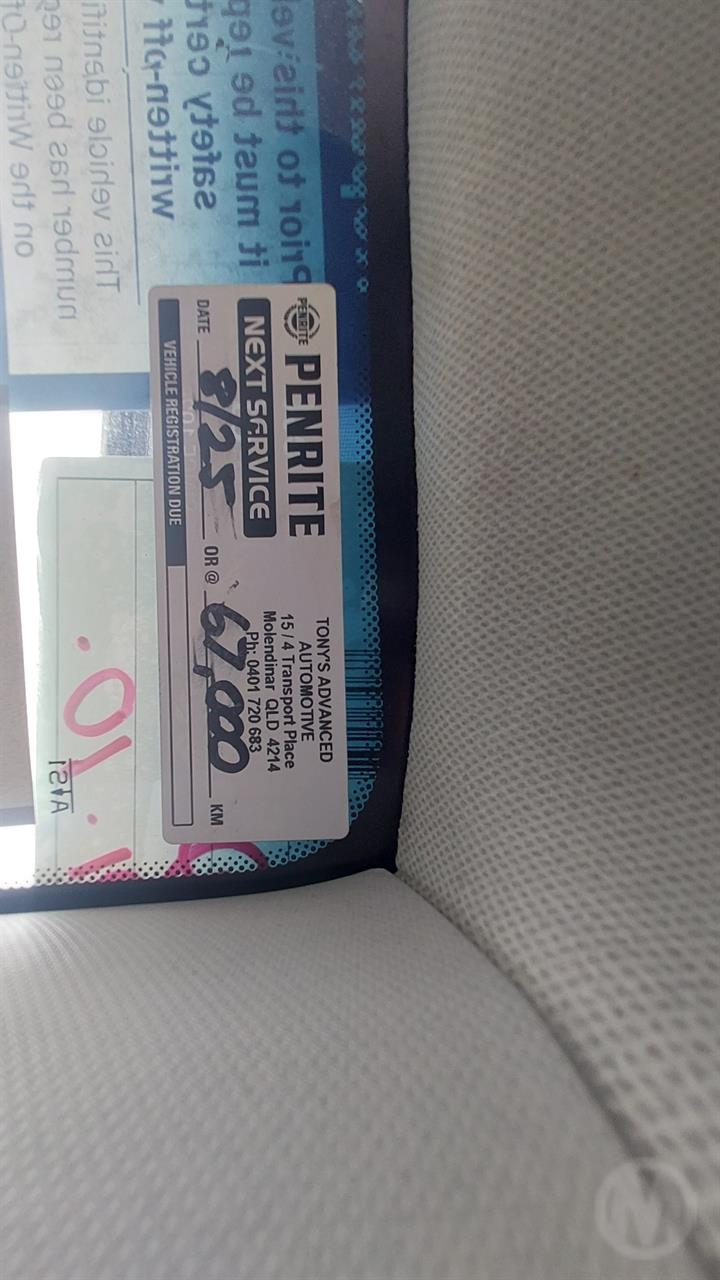 PENRITE
PENRITE
TONY'S ADVANCED
AUTOMOTIVE
15 / 4 Transport Place
Molendinar QLD 4214
Ph: 0401 720 683
NEXT SERVICE
DATE 8/25 OR @ 67,000 KM
VEHICLE REGISTRATION DUE
Prior to this
it must be
safety
written-off
This vehicle
number has been
on the
M